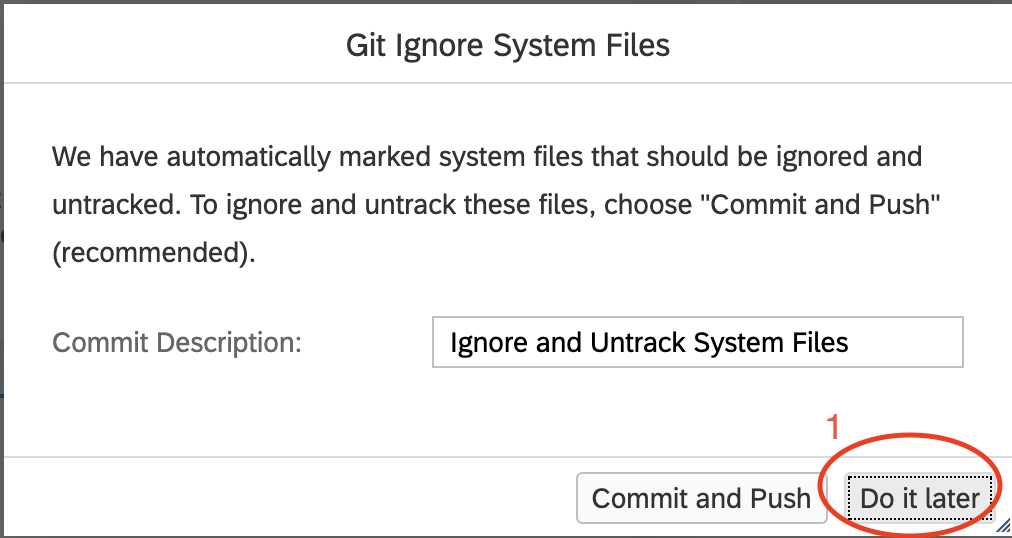 Git Ignore System Files
We have automatically marked system files that should be ignored and
untracked. To ignore and untrack these files, choose "Commit and Push"
(recommended).
Commit Description: Ignore and Untrack System Files
1
Commit and Push Do it later